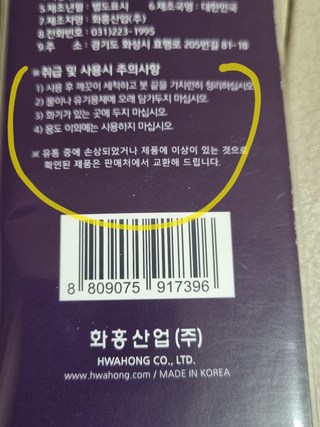 5.제조년월 : 별도표시 6.제조국명 : 대한민국
7.제조자명 : 화홍산업(주)
8.전화번호 : 031)223-1995
9.주 소 : 경기도 화성시 효행로 205번길 81-18
※취급 및 사용시 주의사항
1) 사용 후 깨끗이 세척하고 붓 끝을 가지런히 정리하십시오.
2) 물이나 유기용제에 오래 담가두지 마십시오.
3) 화기가 있는 곳에 두지 마십시오.
4) 용도 이외에는 사용하지 마십시오.
※ 유통 중에 손상되었거나 제품에 이상이 있는 것으로
확인된 제품은 판매처에서 교환해 드립니다.
8 809075 917396
화홍산업(주)
HWAHONG CO., LTD.
www.hwahong.com / MADE IN KOREA